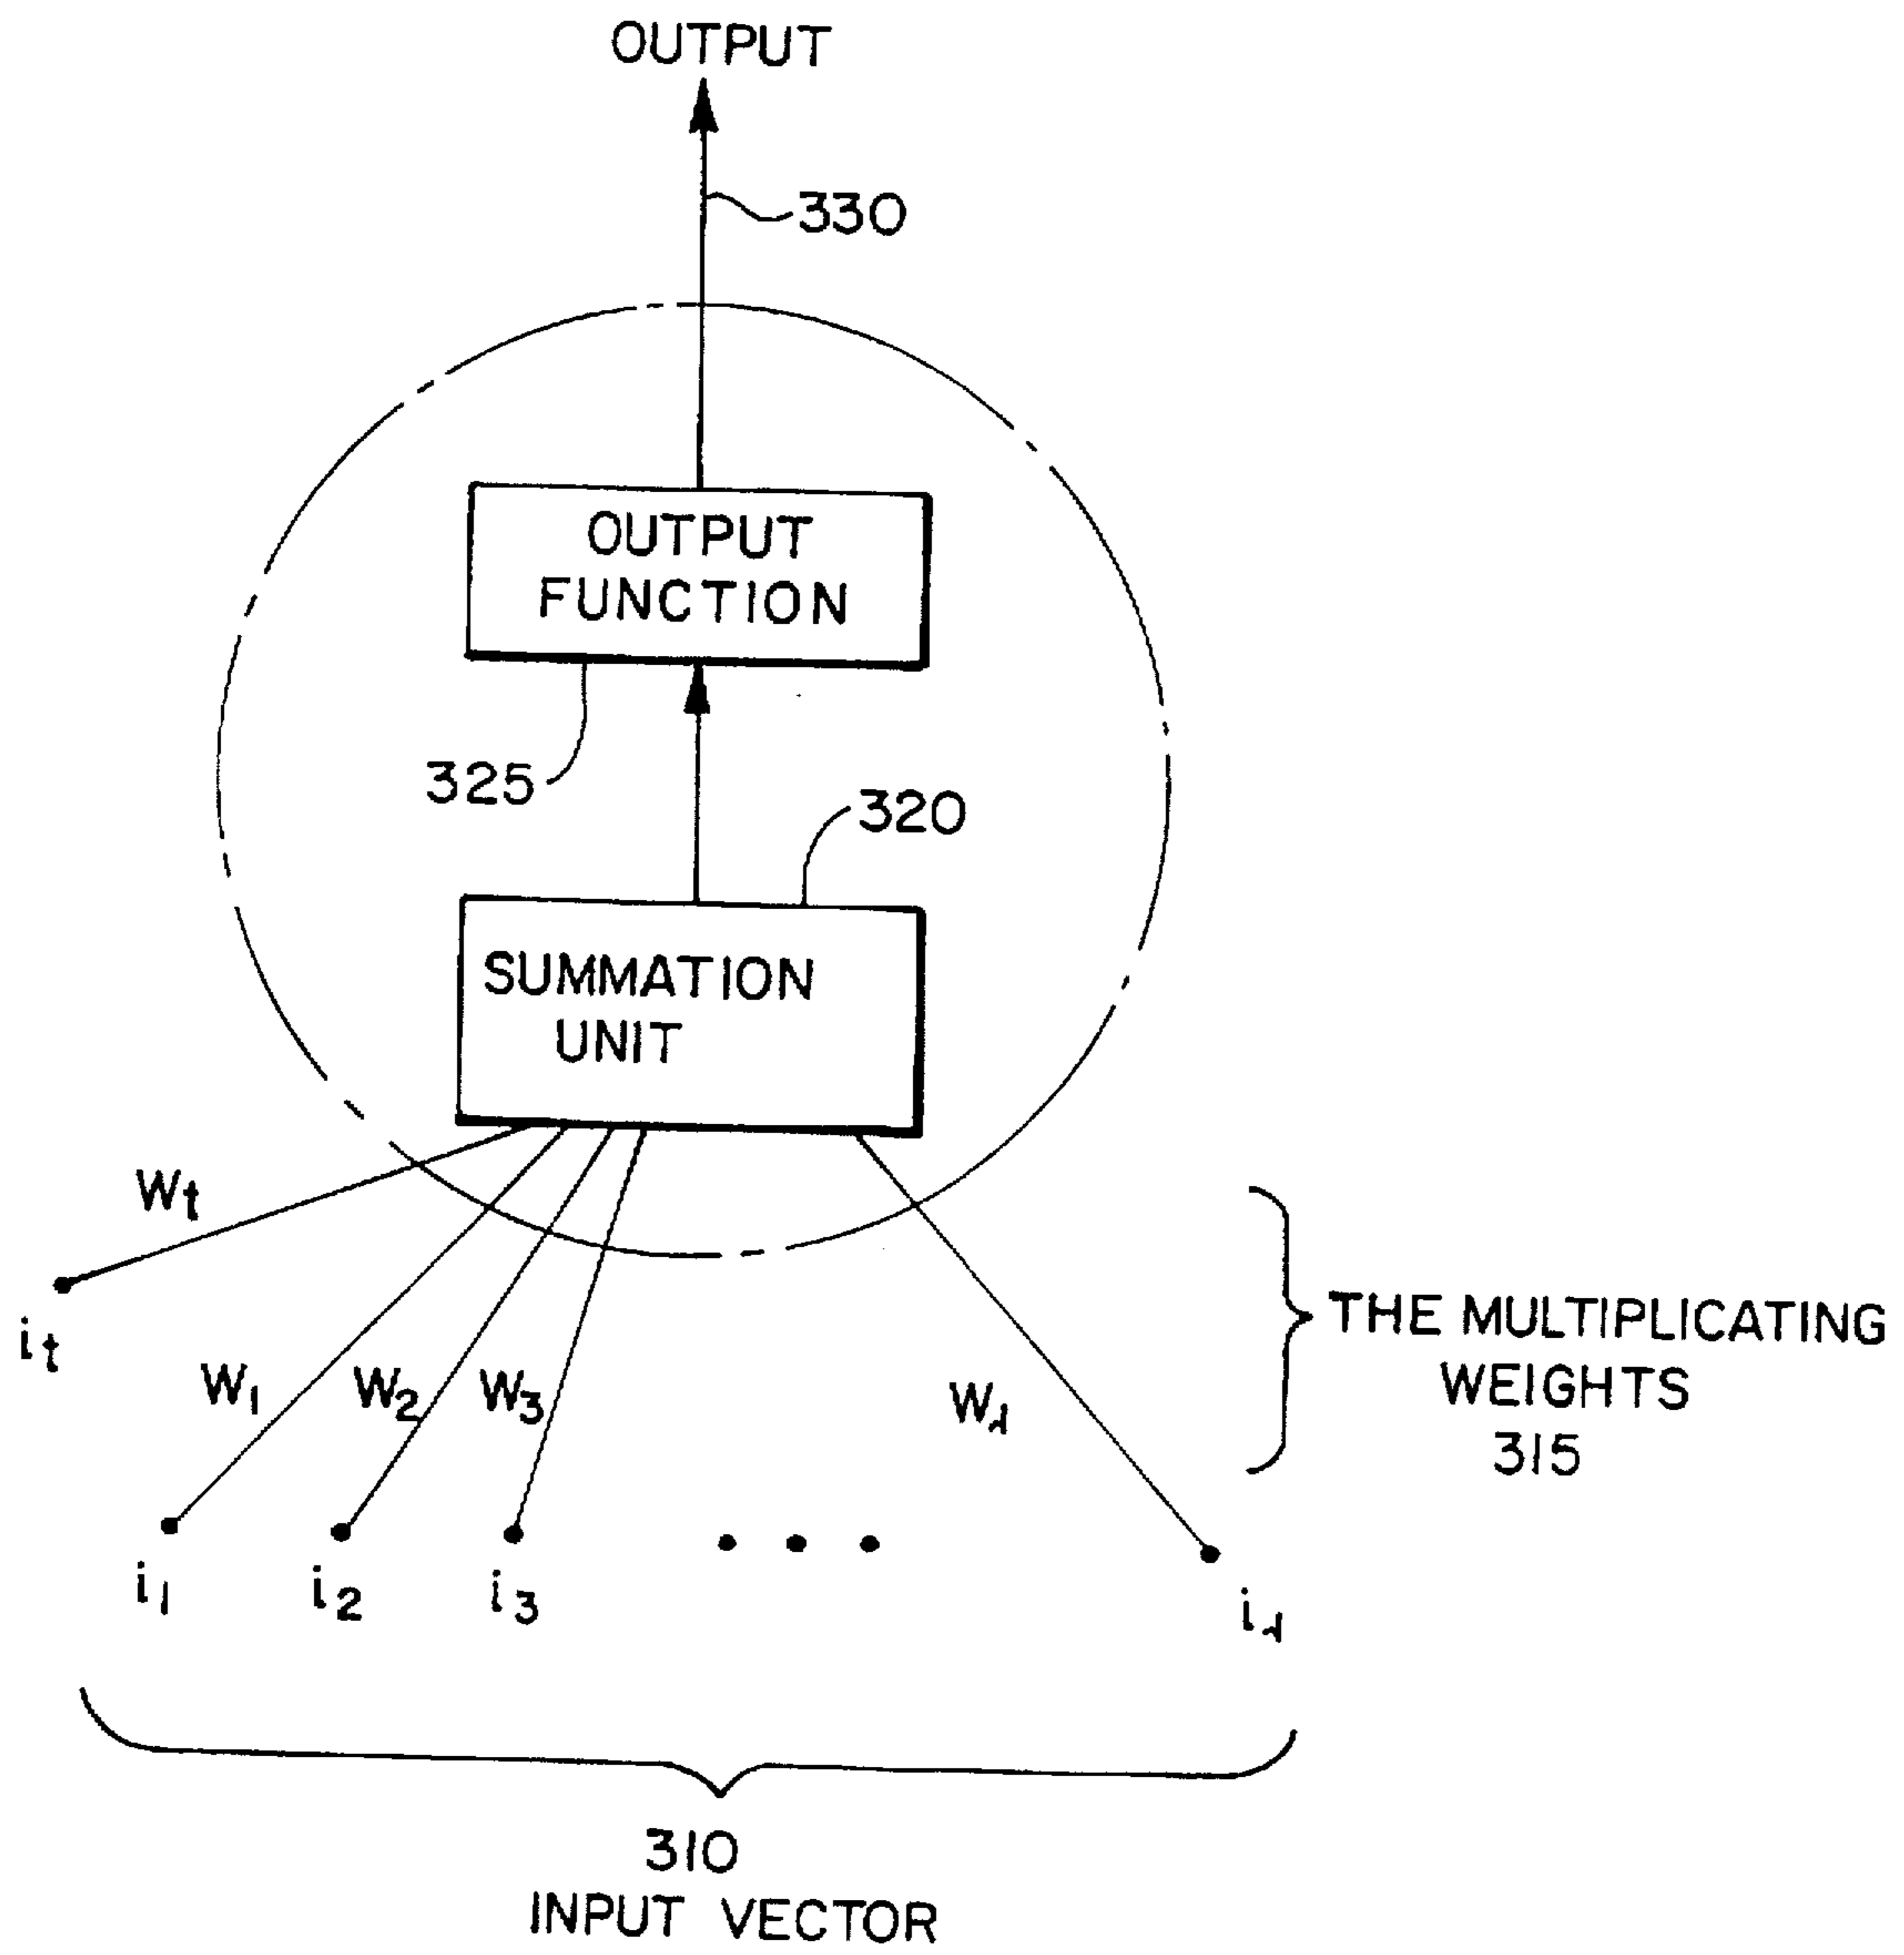 OUTPUT
330
OUTPUT
FUNCTION
325
320
SUMMATION
UNIT
Wt
it
W1
W2
W3
THE MULTIPLICATING
WEIGHTS
315
i1
i2
i3
• • •
310
INPUT VECTOR